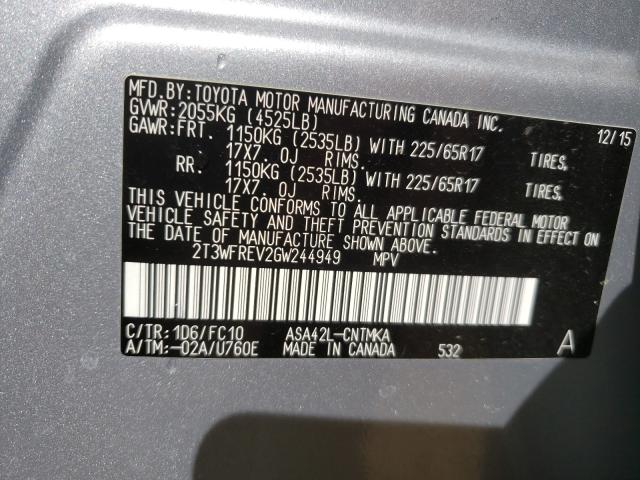 MFD.BY:TOYOTA MOTOR MANUFACTURING CANADA INC.
GVWR:2055KG (4525LB) 12/15
GAWR:FRT. 1150KG (2535LB) WITH 225/65R17 TIRES,
17X7.0J RIMS.
RR. 1150KG (2535LB) WITH 225/65R17 TIRES,
17X7.0J RIMS.
THIS VEHICLE CONFORMS TO ALL APPLICABLE FEDERAL MOTOR
VEHICLE SAFETY AND THEFT PREVENTION STANDARDS IN EFFECT ON
THE DATE OF MANUFACTURE SHOWN ABOVE.
2T3WFREV2GW244949 MPV
C/TR:1D6/FC10 ASA42L-CNTMKA
A/TM:-02A/U760E MADE IN CANADA 532 A